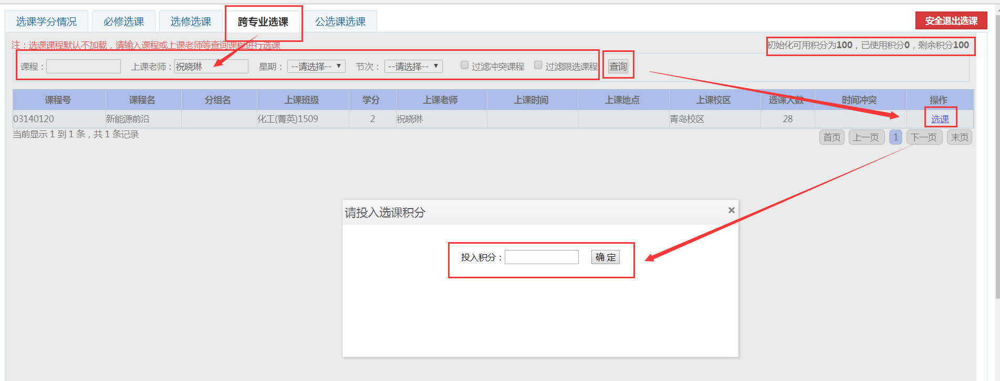 选课学分情况 必修选课 选修选课 跨专业选课 公选课选课 安全退出选课
注：选课课程默认不加载，请输入课程或上课老师等查询课程进行选课 初始化可用积分为100，已使用积分0，剩余积分100
课程： 上课老师：祝晓琳 星期： --请选择-- ▼ 节次： --请选择-- ▼ 过滤冲突课程 过滤限选课程 查询
课程号 课程名 分组名 上课班级 学分 上课老师 上课时间 上课地点 上课校区 选课人数 时间冲突 操作
03140120 新能源前沿 化工(菁英)1509 2 祝晓琳 青岛校区 28 选课
当前显示 1 到 1 条，共 1 条记录 首页 上一页 1 下一页 末页
请投入选课积分 ×
投入积分： 确 定